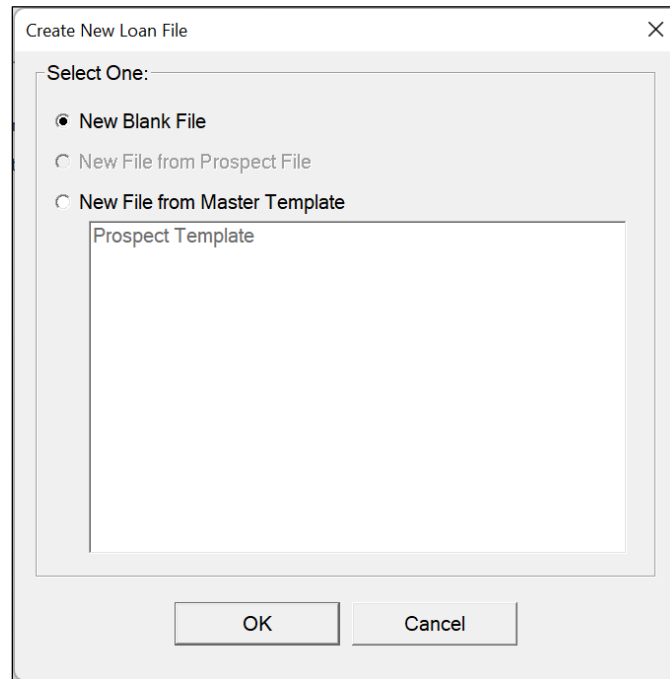 Create New Loan File
Select One:
New Blank File
New File from Prospect File
New File from Master Template
Prospect Template
OK Cancel